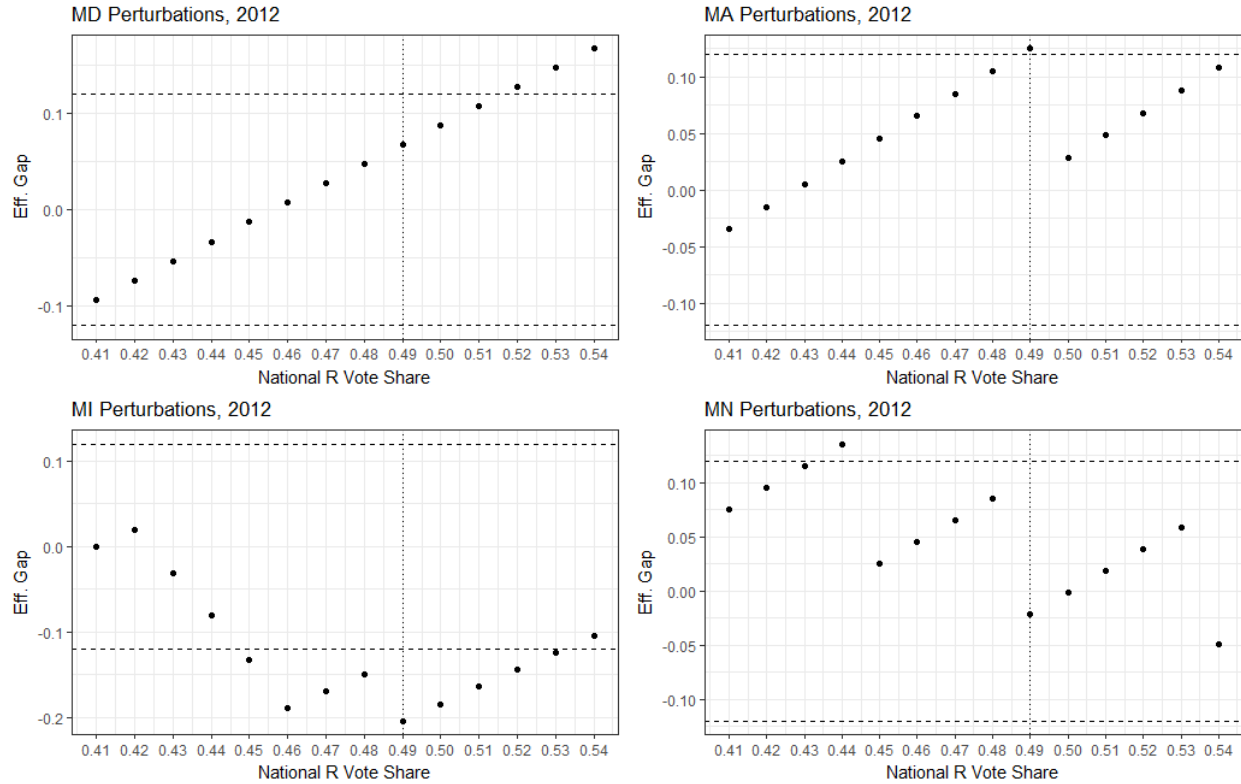 MD Perturbations, 2012
Eff. Gap
0.1
0.0
-0.1
0.41 0.42 0.43 0.44 0.45 0.46 0.47 0.48 0.49 0.50 0.51 0.52 0.53 0.54
National R Vote Share
MA Perturbations, 2012
Eff. Gap
0.10
0.05
0.00
-0.05
-0.10
0.41 0.42 0.43 0.44 0.45 0.46 0.47 0.48 0.49 0.50 0.51 0.52 0.53 0.54
National R Vote Share
MI Perturbations, 2012
Eff. Gap
0.1
0.0
-0.1
-0.2
0.41 0.42 0.43 0.44 0.45 0.46 0.47 0.48 0.49 0.50 0.51 0.52 0.53 0.54
National R Vote Share
MN Perturbations, 2012
Eff. Gap
0.10
0.05
0.00
-0.05
-0.10
0.41 0.42 0.43 0.44 0.45 0.46 0.47 0.48 0.49 0.50 0.51 0.52 0.53 0.54
National R Vote Share